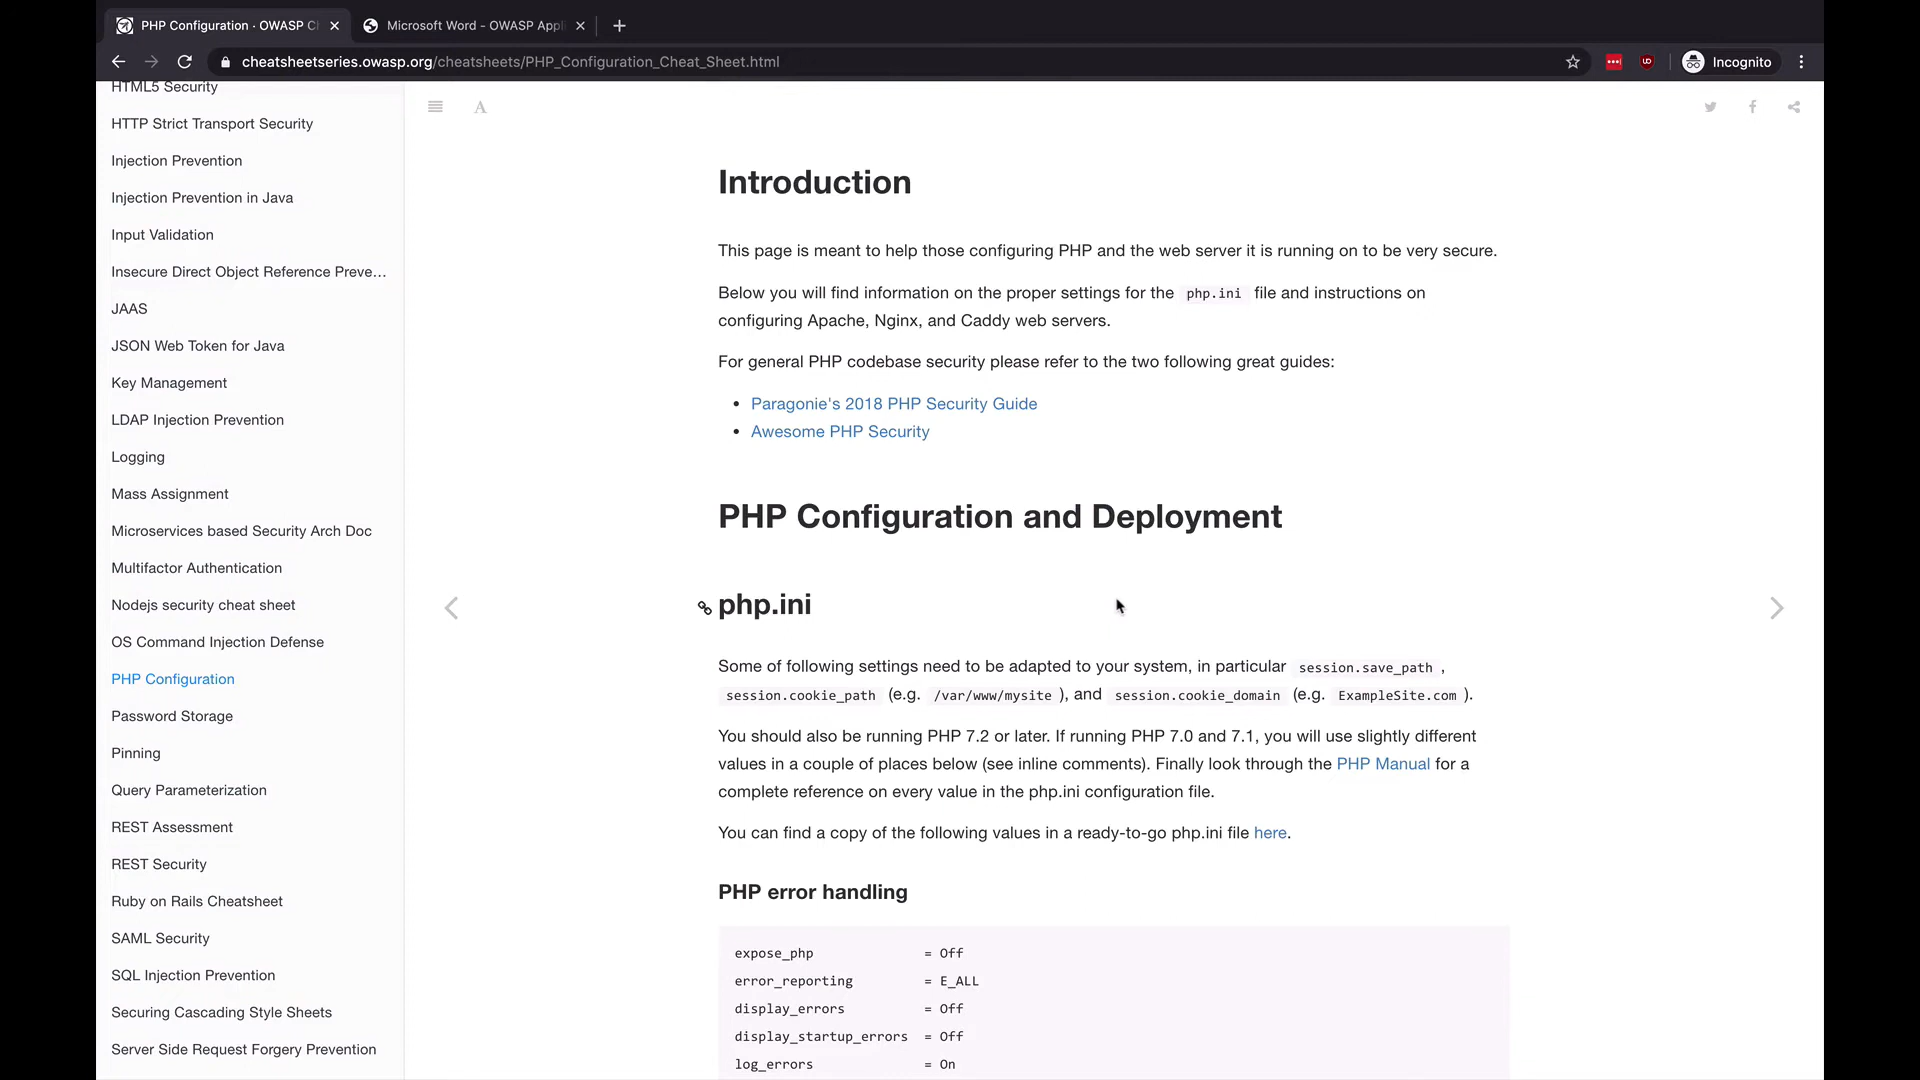 PHP Configuration · OWASP C
Microsoft Word - OWASP Appl
cheatsheetseries.owasp.org/cheatsheets/PHP_Configuration_Cheat_Sheet.html
Incognito
HTML5 Security
HTTP Strict Transport Security
Injection Prevention
Injection Prevention in Java
Input Validation
Insecure Direct Object Reference Preve...
JAAS
JSON Web Token for Java
Key Management
LDAP Injection Prevention
Logging
Mass Assignment
Microservices based Security Arch Doc
Multifactor Authentication
Nodejs security cheat sheet
OS Command Injection Defense
PHP Configuration
Password Storage
Pinning
Query Parameterization
REST Assessment
REST Security
Ruby on Rails Cheatsheet
SAML Security
SQL Injection Prevention
Securing Cascading Style Sheets
Server Side Request Forgery Prevention
A
Introduction
This page is meant to help those configuring PHP and the web server it is running on to be very secure.
Below you will find information on the proper settings for the php.ini file and instructions on
configuring Apache, Nginx, and Caddy web servers.
For general PHP codebase security please refer to the two following great guides:
• Paragonie's 2018 PHP Security Guide
• Awesome PHP Security
PHP Configuration and Deployment
php.ini
Some of following settings need to be adapted to your system, in particular session.save_path ,
session.cookie_path (e.g. /var/www/mysite ), and session.cookie_domain (e.g. ExampleSite.com ).
You should also be running PHP 7.2 or later. If running PHP 7.0 and 7.1, you will use slightly different
values in a couple of places below (see inline comments). Finally look through the PHP Manual for a
complete reference on every value in the php.ini configuration file.
You can find a copy of the following values in a ready-to-go php.ini file here.
PHP error handling
expose_php = Off
error_reporting = E_ALL
display_errors = Off
display_startup_errors = Off
log_errors = On